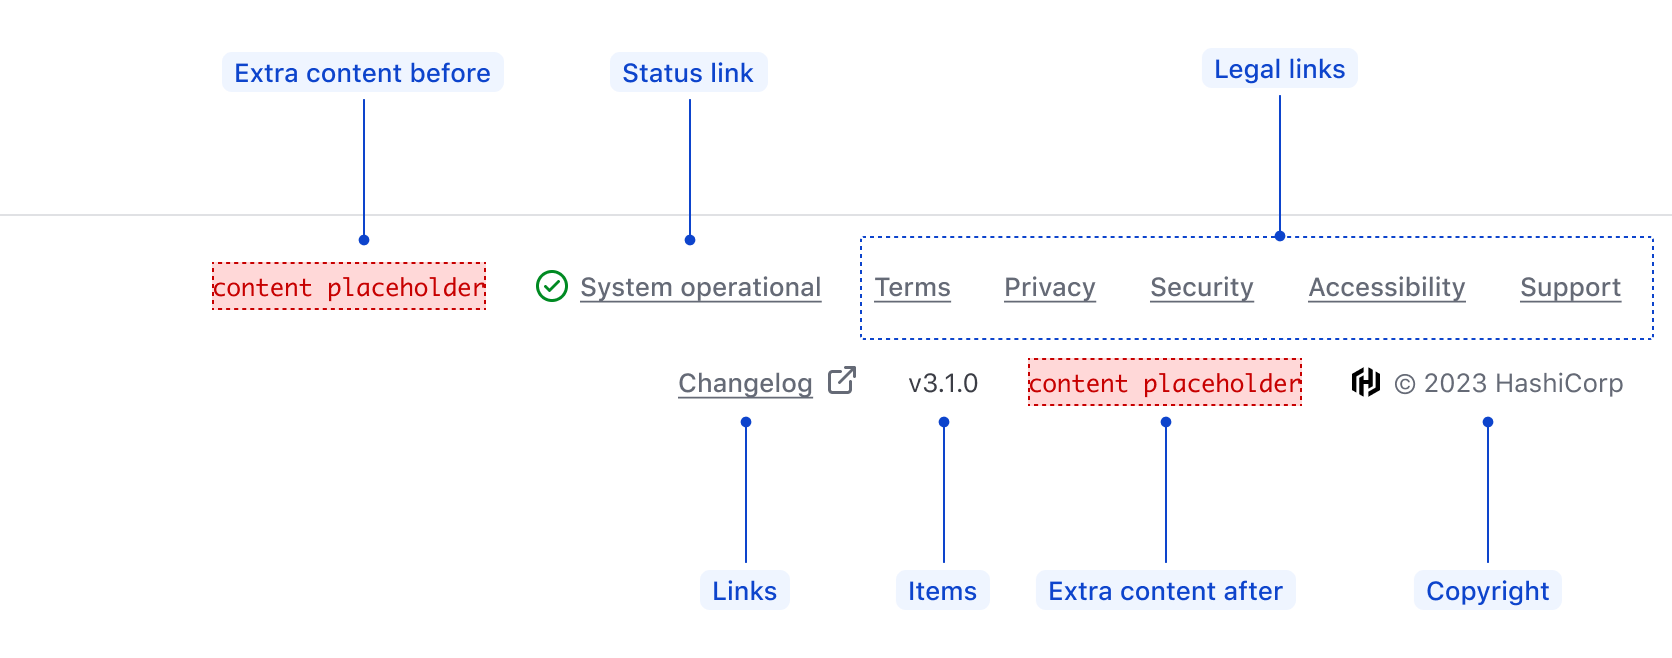 Extra content before
Status link
Legal links
content placeholder
System operational
Terms
Privacy
Security
Accessibility
Support
Changelog
v3.1.0
content placeholder
© 2023 HashiCorp
Links
Items
Extra content after
Copyright